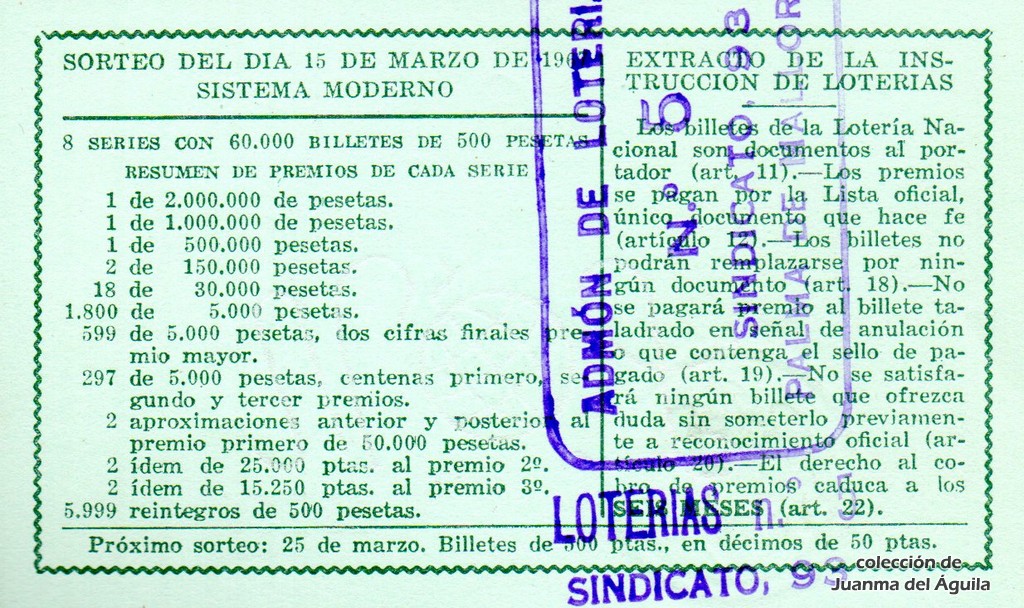 SORTEO DEL DIA 15 DE MARZO DE
SISTEMA MODERNO
8 SERIES CON 60.000 BILLETES DE 500 PESETAS
RESUMEN DE PREMIOS DE CADA SERIE
1 de 2.000.000 de pesetas.
1 de 1.000.000 de pesetas.
1 de 500.000 pesetas.
2 de 150.000 pesetas.
18 de 30.000 pesetas.
1.800 de 5.000 pesetas.
599 de 5.000 pesetas, dos cifras finales pre-
mio mayor.
297 de 5.000 pesetas, centenas primero, se-
gundo y tercer premios.
2 aproximaciones anterior y posterior al
premio primero de 50.000 pesetas.
2 ídem de 25.000 ptas. al premio 2º.
2 ídem de 15.250 ptas. al premio 3º.
5.999 reintegros de 500 pesetas.
EXTRACTO DE LA INS-
TRUCCION DE LOTERIAS
Los billetes de la Lotería Na-
cional son documentos al por-
tador (art. 11).—Los premios
se pagan por la Lista oficial,
único documento que hace fe
(artículo 12).—Los billetes no
podrán remplazarse por nin-
gún documento (art. 18).—No
se pagará premio al billete ta-
ladrado en señal de anulación
o que contenga el sello de pa-
gado (art. 19).—No se satisfa-
rá ningún billete que ofrezca
duda sin someterlo previamen-
te a reconocimiento oficial (ar-
tículo 20).—El derecho al co-
bro de premios caduca a los
SEIS MESES (art. 22).
Próximo sorteo: 25 de marzo. Billetes de 500 ptas., en décimos de 50 ptas.
ADMÓN DE LOTERI
N.º 5
SINDICATO, 93
PALMA DE MALLOR
LOTERIAS n.º
SINDICATO, 9
colección de
Juanma del Águila